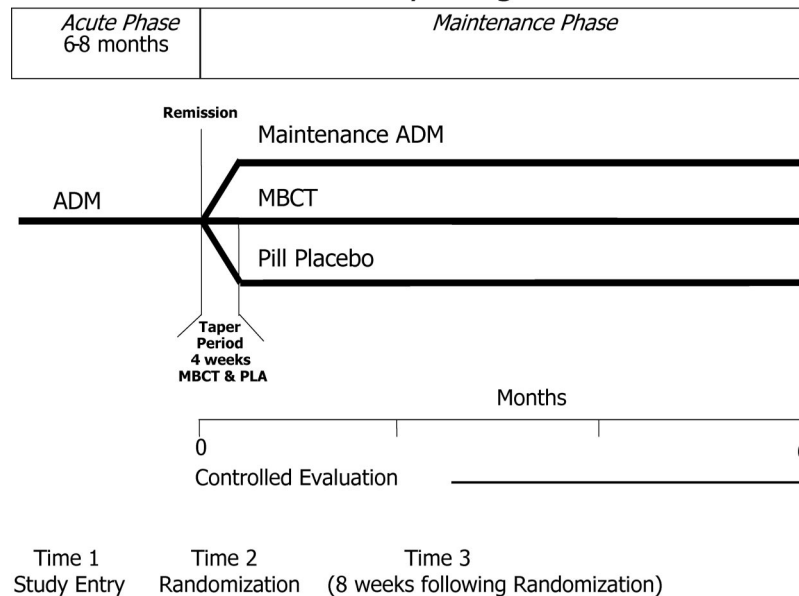 Acute Phase
6-8 months
Maintenance Phase
Remission
Maintenance ADM
ADM
MBCT
Pill Placebo
Taper
Period
4 weeks
MBCT & PLA
Months
0
Controlled Evaluation
Time 1
Study Entry
Time 2
Randomization
Time 3
(8 weeks following Randomization)